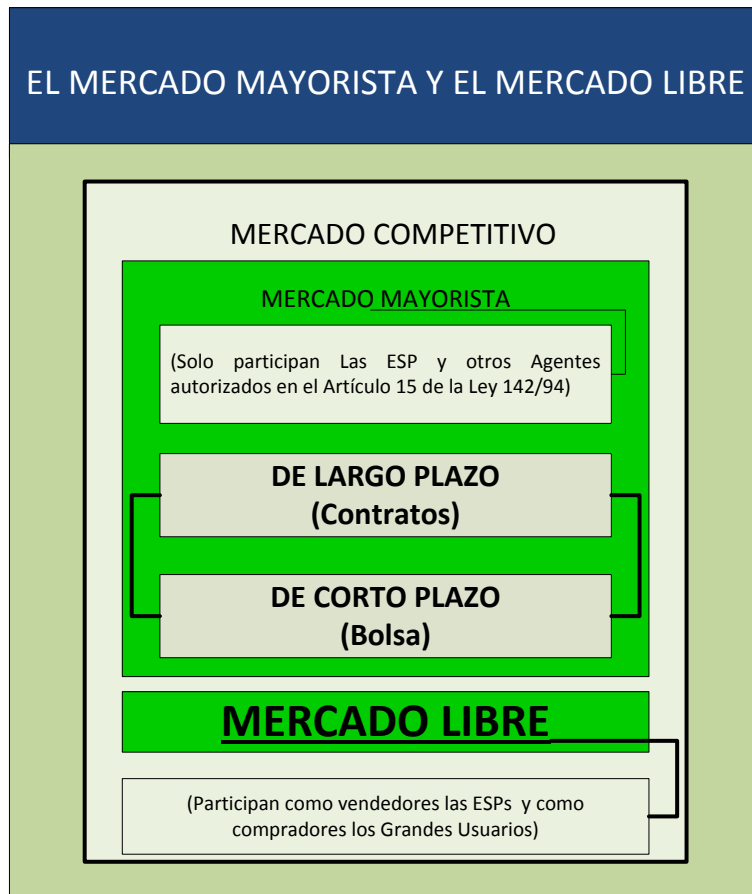 EL MERCADO MAYORISTA Y EL MERCADO LIBRE
MERCADO COMPETITIVO
MERCADO MAYORISTA
(Solo participan Las ESP y otros Agentes
autorizados en el Artículo 15 de la Ley 142/94)
DE LARGO PLAZO
(Contratos)
DE CORTO PLAZO
(Bolsa)
MERCADO LIBRE
(Participan como vendedores las ESPs y como
compradores los Grandes Usuarios)